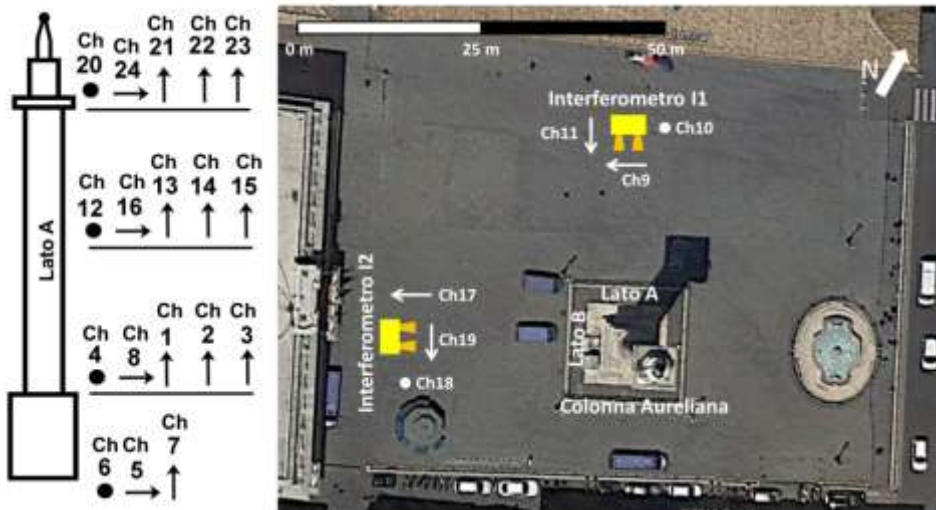 Ch 20
Ch 24
Ch 21
Ch 22
Ch 23
Ch 12
Ch 16
Ch 13
Ch 14
Ch 15
Ch 4
Ch 8
Ch 1
Ch 2
Ch 3
Ch 6
Ch 5
Ch 7
Lato A
0 m
25 m
50 m
N
Interferometro I1
Ch11
Ch10
Ch9
Interferometro I2
Ch17
Ch19
Ch18
Lato A
Lato B
Colonna Aureliana